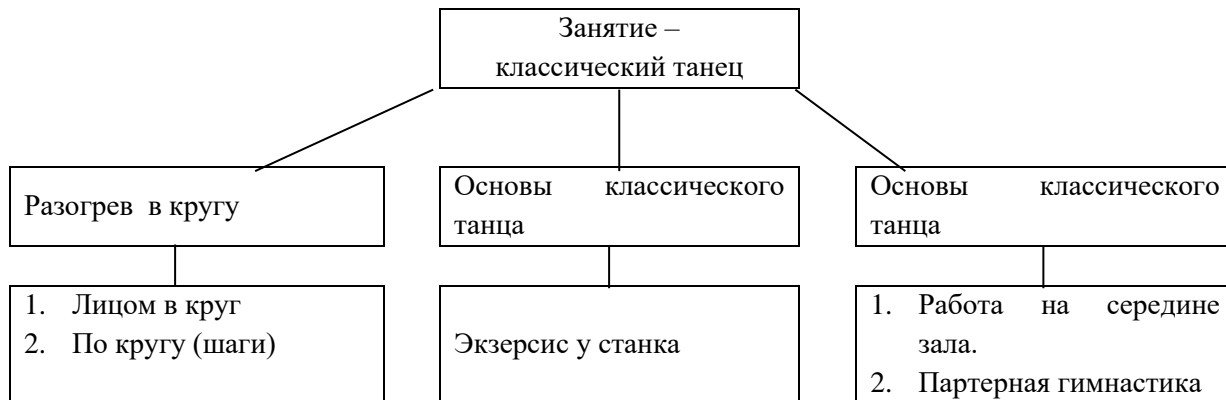 Занятие –
классический танец
Разогрев в кругу
Основы классического
танца
Основы классического
танца
1. Лицом в круг
2. По кругу (шаги)
Экзерсис у станка
1. Работа на середине
зала.
2. Партерная гимнастика